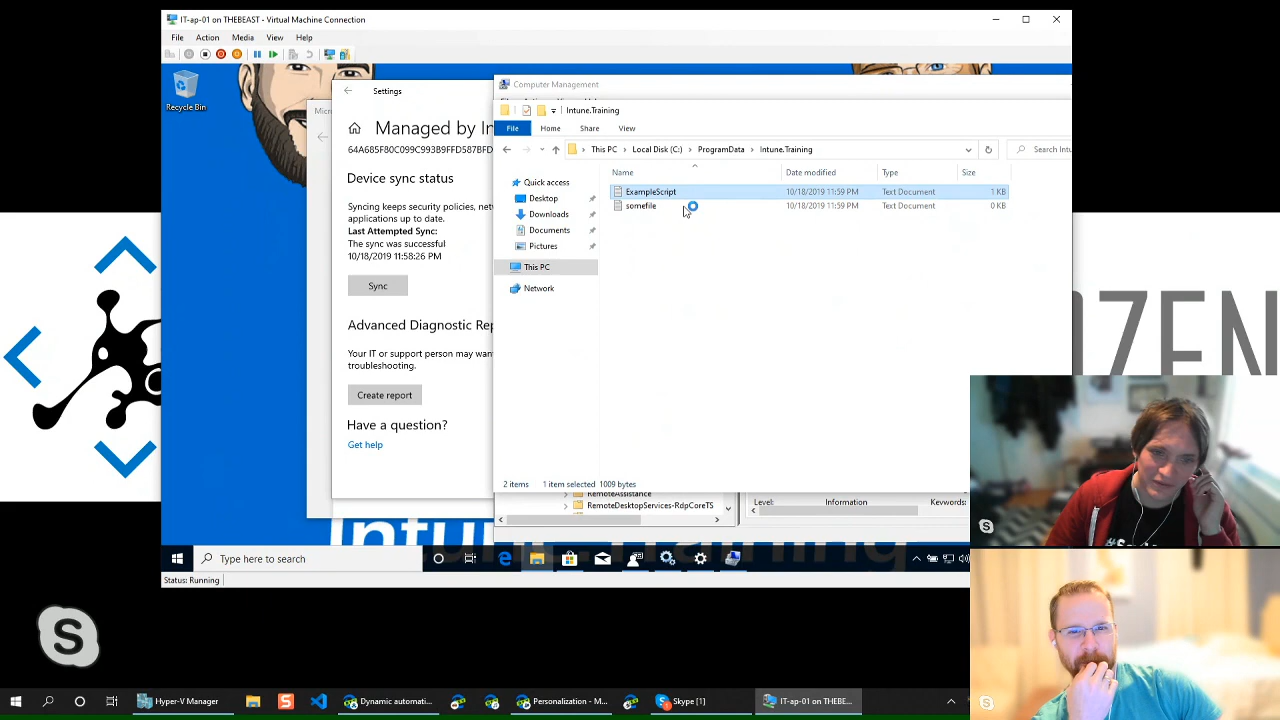 IT-ap-01 on THEBEAST - Virtual Machine Connection
File Action Media View Help
Recycle Bin
Settings
Computer Management
Micr
Managed by In
64A685F80C099C993B9FFD587BFD
Device sync status
Syncing keeps security policies, net
applications up to date.
Last Attempted Sync:
The sync was successful
10/18/2019 11:58:26 PM
Sync
Advanced Diagnostic Rep
Your IT or support person may want
troubleshooting.
Create report
Have a question?
Get help
Intune.Training
File Home Share View
This PC > Local Disk (C:) > ProgramData > Intune.Training
Search Intu
Name Date modified Type Size
Quick access
Desktop
Downloads
Documents
Pictures
This PC
Network
ExampleScript 10/18/2019 11:59 PM Text Document 1 KB
somefile 10/18/2019 11:59 PM Text Document 0 KB
2 items 1 item selected 1009 bytes
RemoteAssistance
RemoteDesktopServices-RdpCoreTS
Level: Information Keywords:
Intune.Training
OZEN
Type here to search
Status: Running
S
Hyper-V Manager
Dynamic automati...
Personalization - M...
Skype [1]
IT-ap-01 on THEBE...